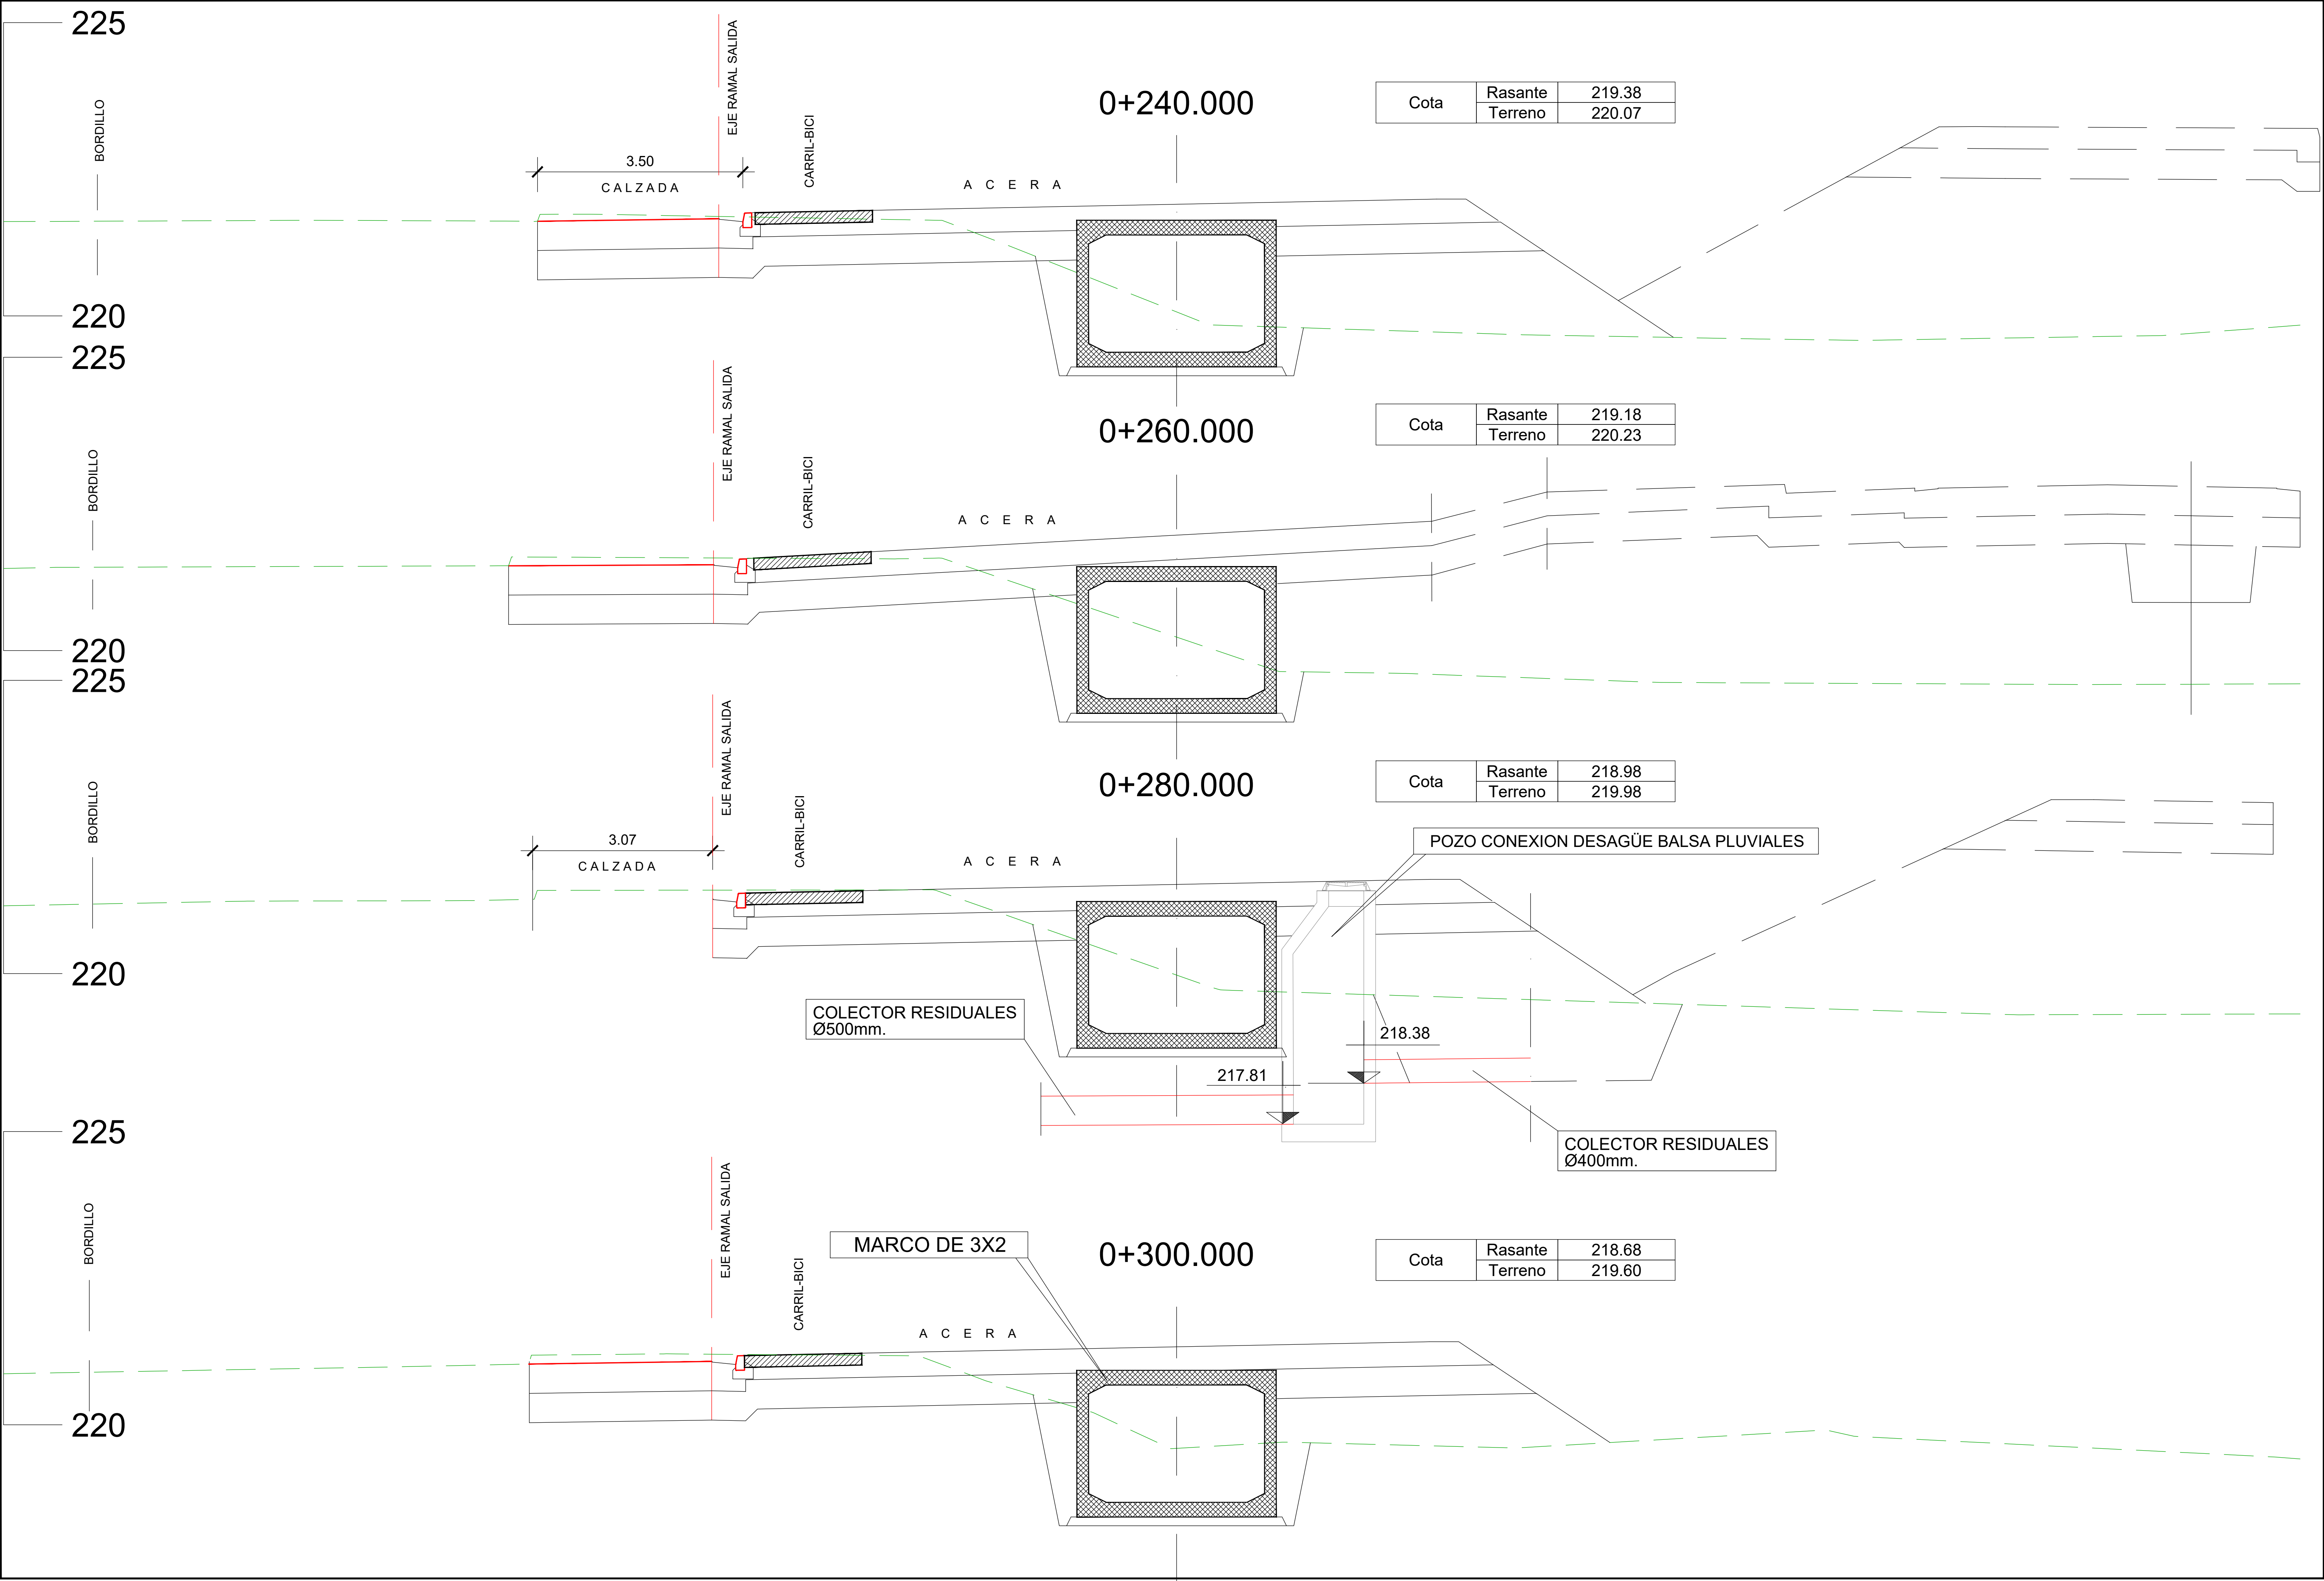 225
BORDILLO
EJE RAMAL SALIDA
CARRIL-BICI
3.50
CALZADA
ACERA
0+240.000
Cota
Rasante 219.38
Terreno 220.07
220
225
BORDILLO
EJE RAMAL SALIDA
CARRIL-BICI
ACERA
0+260.000
Cota
Rasante 219.18
Terreno 220.23
220
225
BORDILLO
EJE RAMAL SALIDA
CARRIL-BICI
3.07
CALZADA
ACERA
0+280.000
Cota
Rasante 218.98
Terreno 219.98
POZO CONEXION DESAGÜE BALSA PLUVIALES
220
COLECTOR RESIDUALES
Ø500mm.
218.38
217.81
COLECTOR RESIDUALES
Ø400mm.
225
BORDILLO
EJE RAMAL SALIDA
CARRIL-BICI
MARCO DE 3X2
ACERA
0+300.000
Cota
Rasante 218.68
Terreno 219.60
220